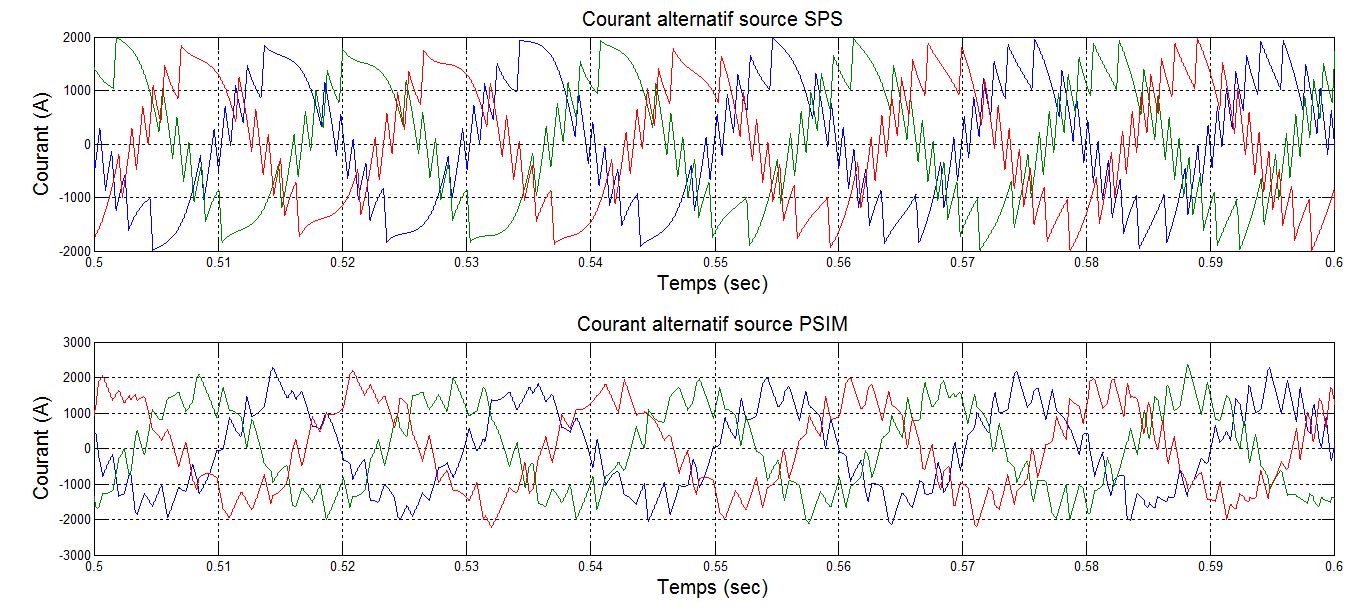 Courant alternatif source SPS
Courant (A)
2000
1000
0
-1000
-2000
0.5 0.51 0.52 0.53 0.54 0.55 0.56 0.57 0.58 0.59 0.6
Temps (sec)
Courant alternatif source PSIM
Courant (A)
3000
2000
1000
0
-1000
-2000
-3000
0.5 0.51 0.52 0.53 0.54 0.55 0.56 0.57 0.58 0.59 0.6
Temps (sec)